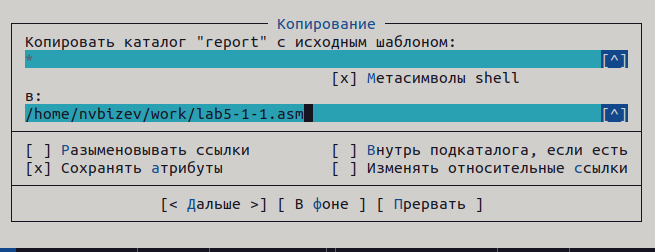 Копирование
Копировать каталог "report" с исходным шаблоном:
* [^]
[x] Метасимволы shell
в:
/home/nvbizev/work/lab5-1-1.asm [^]
[ ] Разыменовывать ссылки [ ] Внутрь подкаталога, если есть
[x] Сохранять атрибуты [ ] Изменять относительные ссылки
[< Дальше >] [ В фоне ] [ Прервать ]